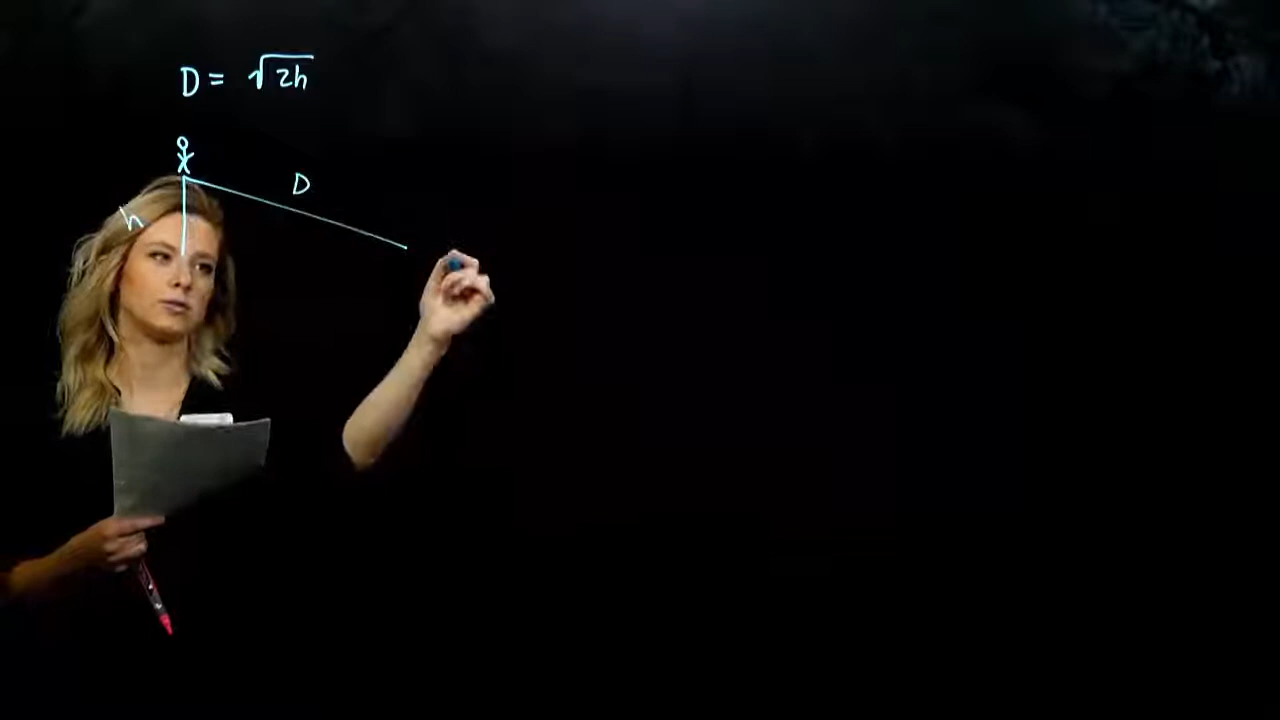 D = √2h
D
h